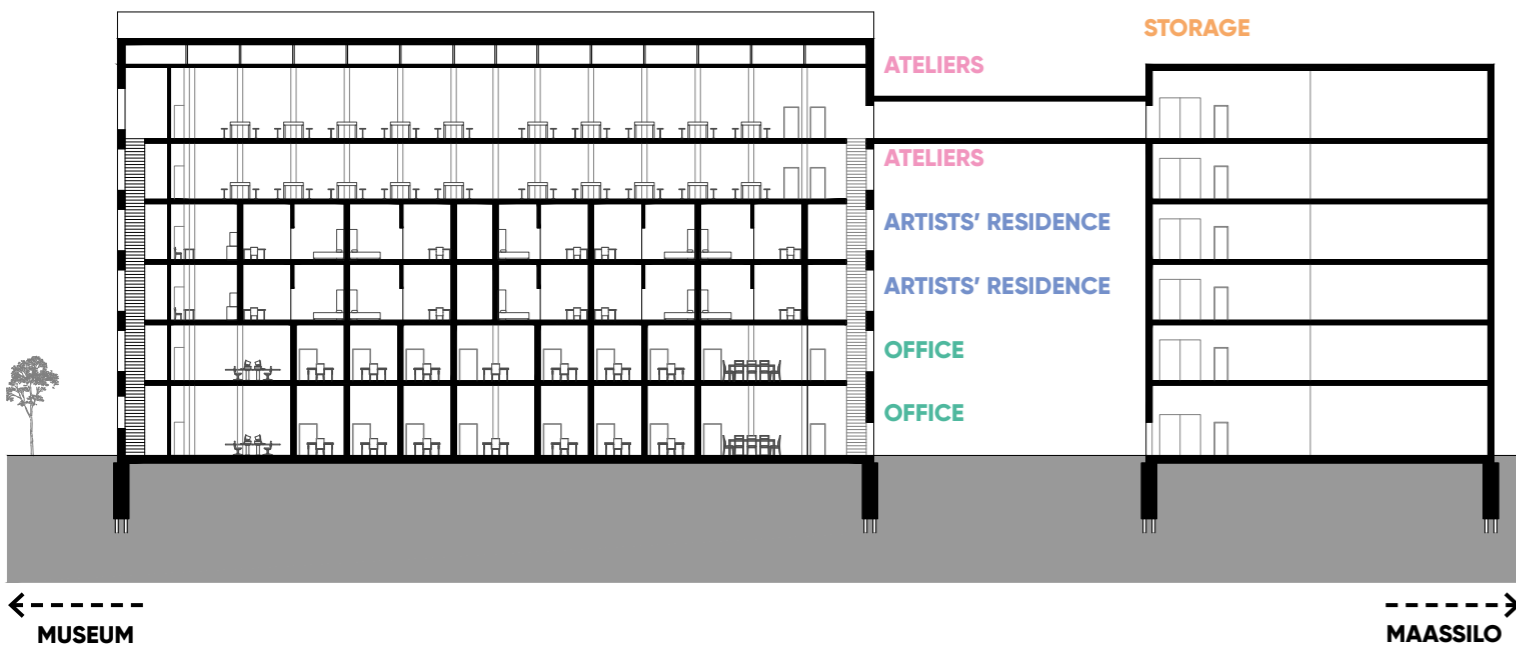 STORAGE
ATELIERS
ATELIERS
ARTISTS’ RESIDENCE
ARTISTS’ RESIDENCE
OFFICE
OFFICE
MUSEUM
MAASSILO